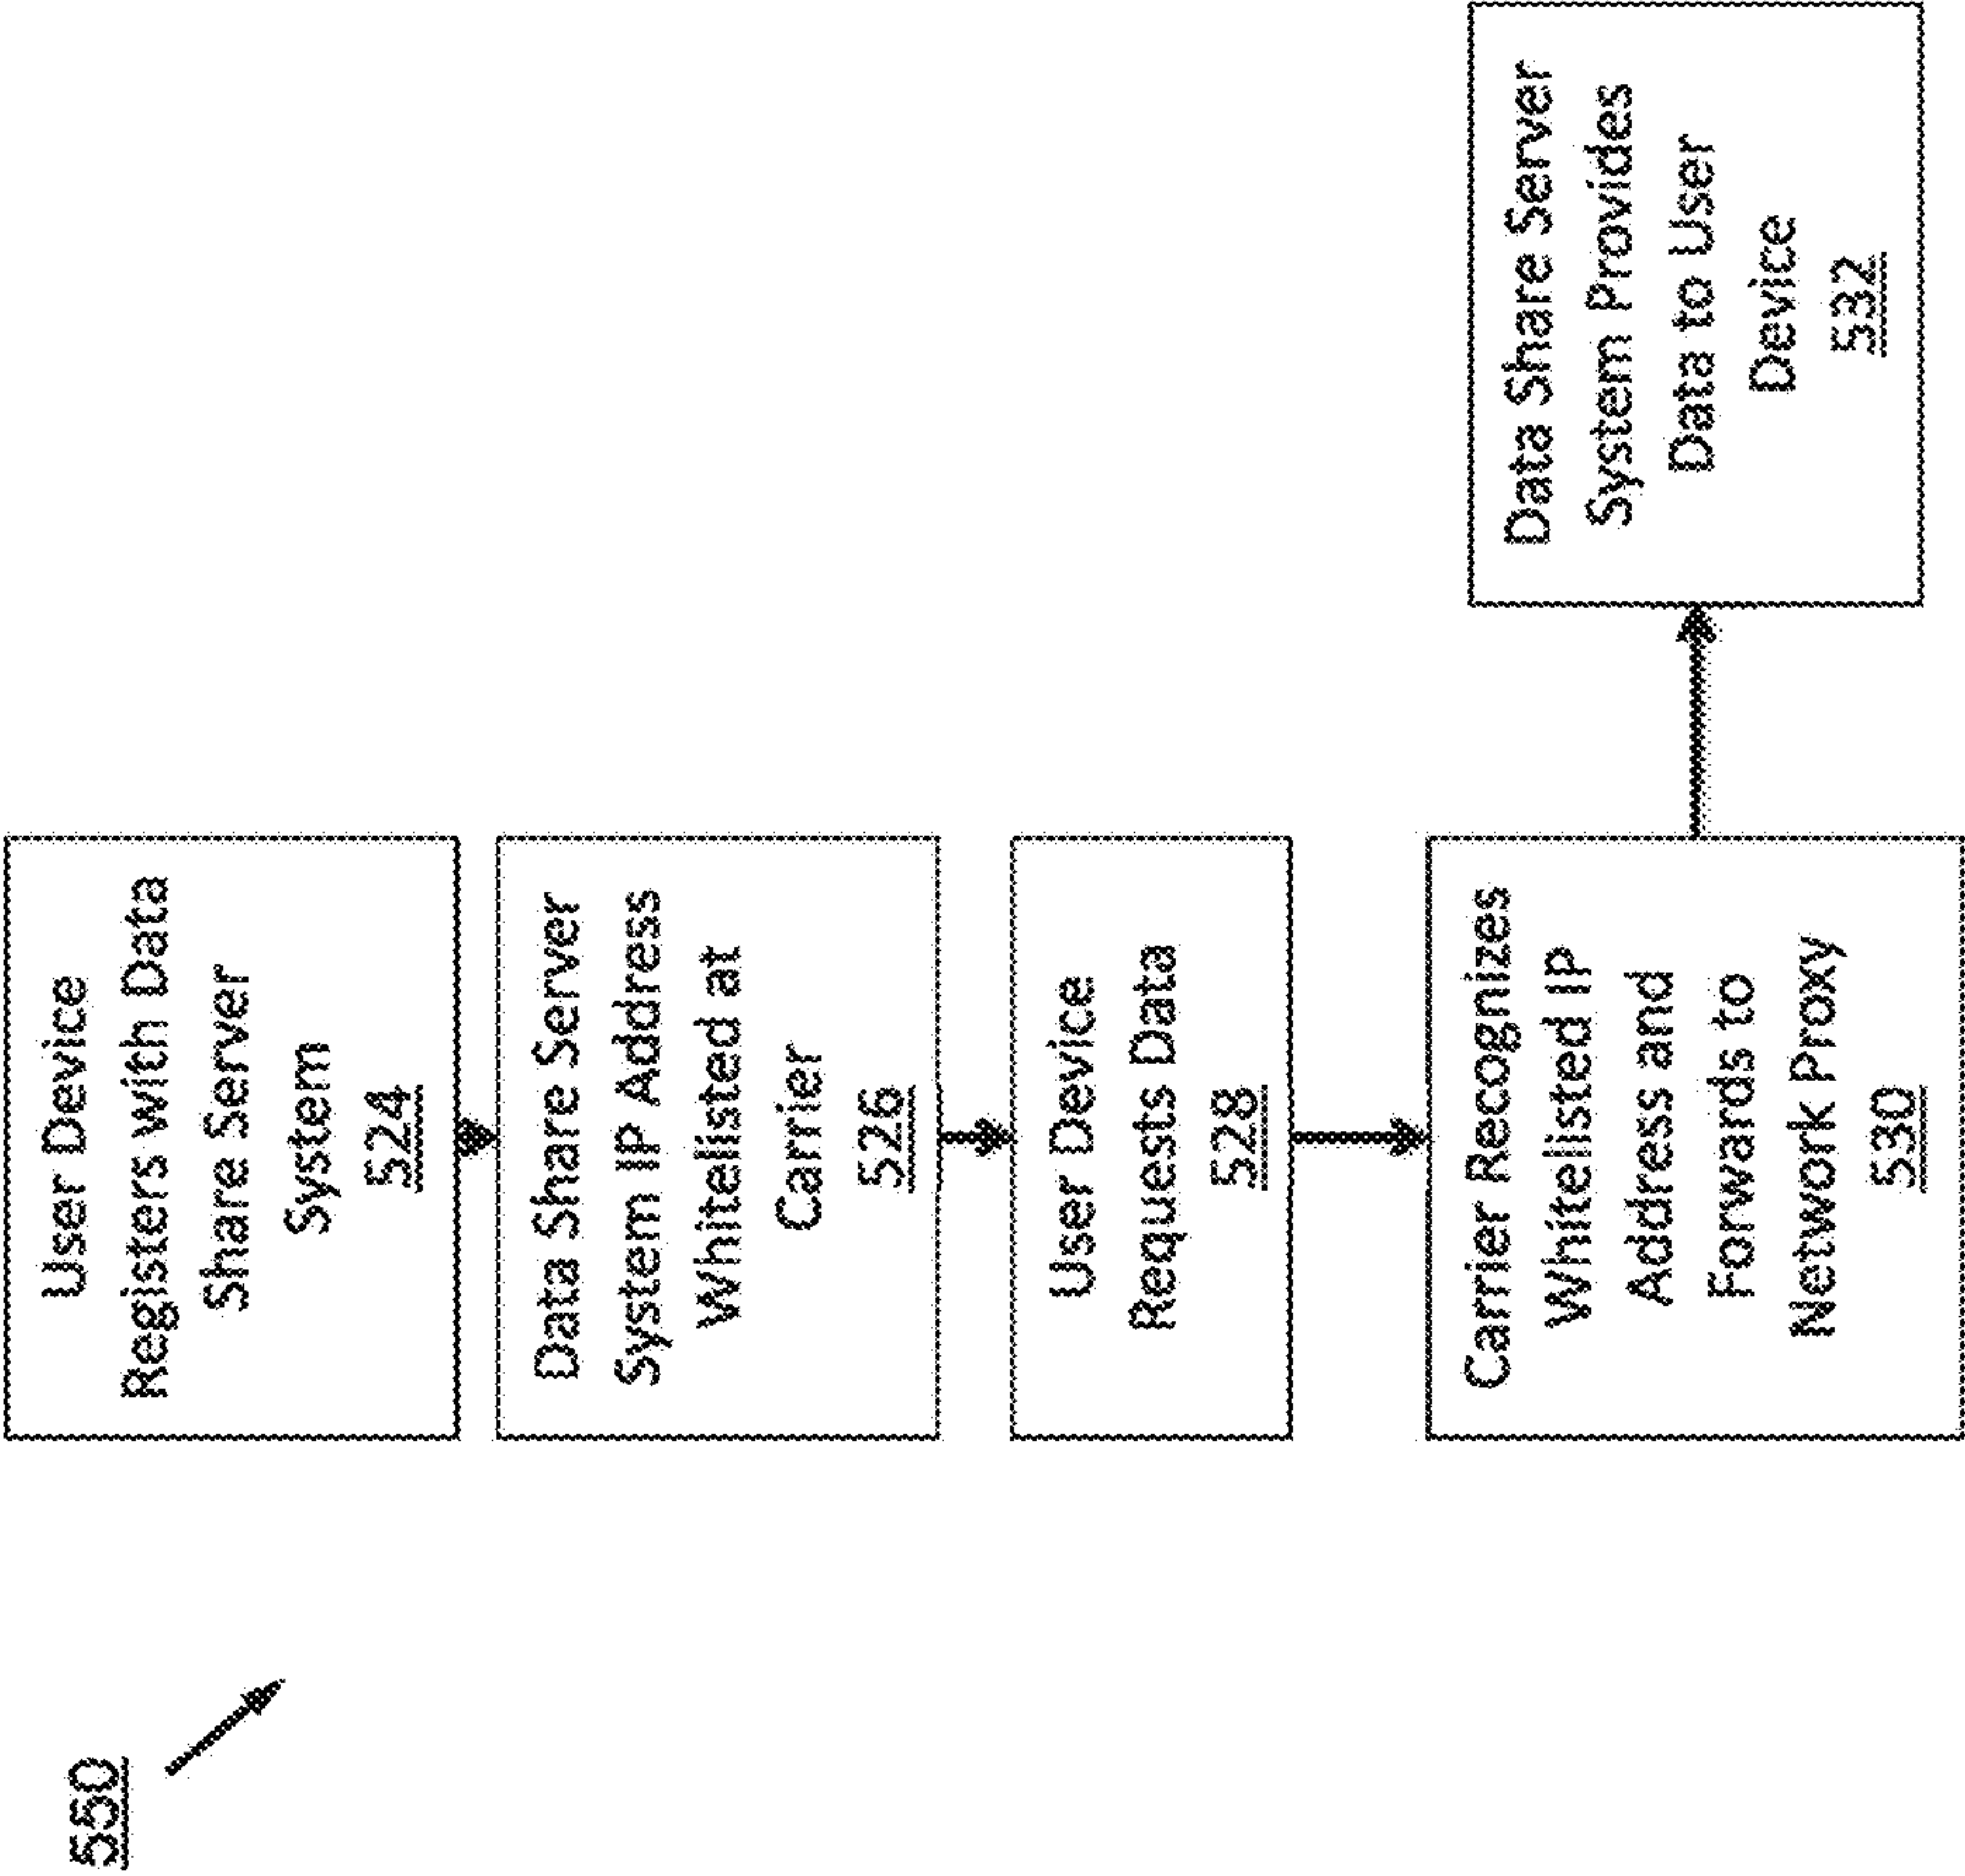 550
User Device
Registers with Data
Share Server
System
524
Data Share Server
System IP Address
Whitelisted at
Carrier
526
User Device
Requests Data
528
Carrier Recognizes
Whitelisted IP
Address and
Forwards to
Network Proxy
530
Data Share Server
System Provides
Data to User
Device
532